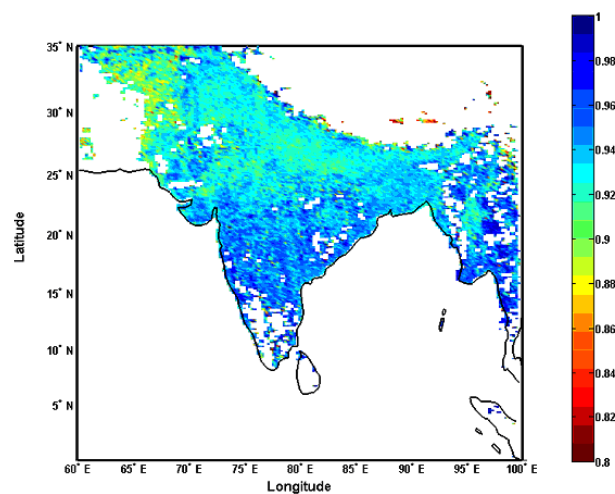 35° N
30° N
25° N
20° N
15° N
10° N
5° N
Latitude
60° E
65° E
70° E
75° E
80° E
85° E
90° E
95° E
100° E
Longitude
1
0.98
0.96
0.94
0.92
0.9
0.88
0.86
0.84
0.82
0.8